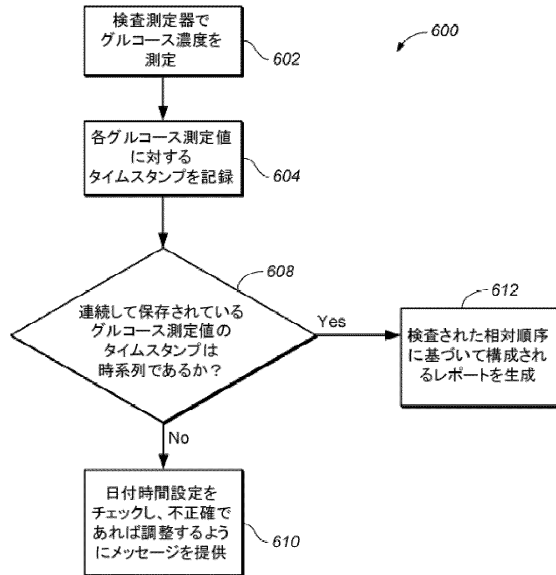 検査測定器で
グルコース濃度を
測定
602
600
各グルコース測定値
に対する
タイムスタンプを記録
604
608
連続して保存されている
グルコース測定値の
タイムスタンプは
時系列であるか？
Yes
612
検査された相対順序
に基づいて構成され
るレポートを生成
No
日付時間設定を
チェックし、不正確で
あれば調整するよう
にメッセージを提供
610